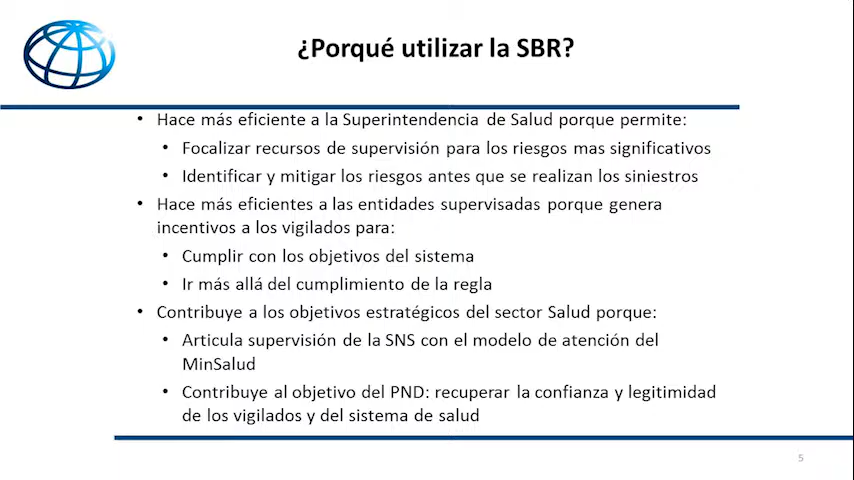 ¿Porqué utilizar la SBR?
• Hace más eficiente a la Superintendencia de Salud porque permite:
• Focalizar recursos de supervisión para los riesgos mas significativos
• Identificar y mitigar los riesgos antes que se realizan los siniestros
• Hace más eficientes a las entidades supervisadas porque genera
incentivos a los vigilados para:
• Cumplir con los objetivos del sistema
• Ir más allá del cumplimiento de la regla
• Contribuye a los objetivos estratégicos del sector Salud porque:
• Articula supervisión de la SNS con el modelo de atención del
MinSalud
• Contribuye al objetivo del PND: recuperar la confianza y legitimidad
de los vigilados y del sistema de salud
5